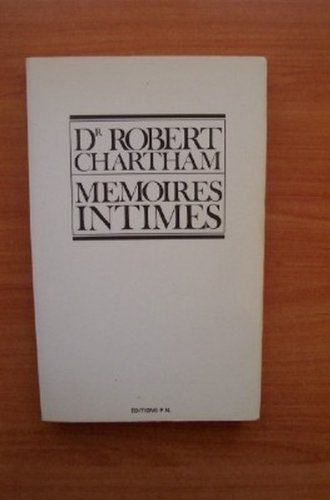 DR ROBERT
CHARTHAM
MEMOIRES
INTIMES
EDITIONS P.N.